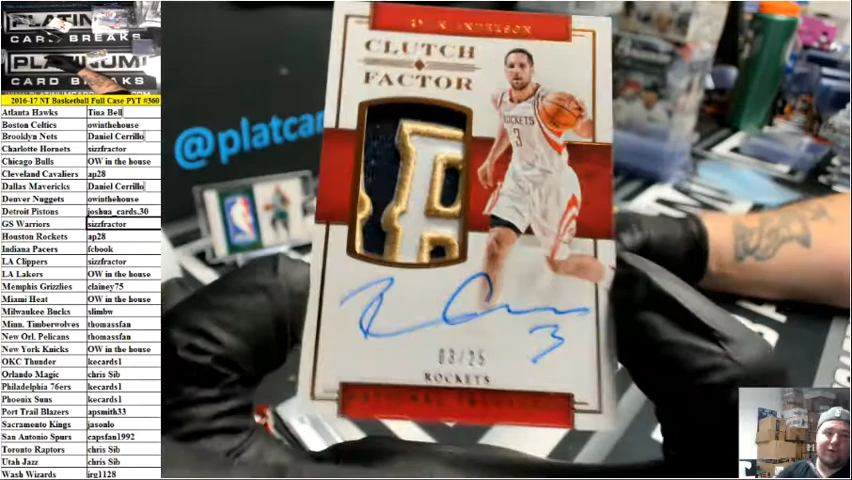 PLATINUM
CARD BREAKS
PLATINUM
CARD BREAKS
2016-17 NT Basketball Full Case PYT #360
Atlanta Hawks Tina Bell
Boston Celtics owinthehouse
Brooklyn Nets Daniel Cerrillo
Charlotte Hornets sizzfractor
Chicago Bulls OW in the house
Cleveland Cavaliers ap28
Dallas Mavericks Daniel Cerrillo
Denver Nuggets owinthehouse
Detroit Pistons joshua_cards.30
GS Warriors sizzfractor
Houston Rockets ap28
Indiana Pacers fcbook
LA Clippers sizzfractor
LA Lakers OW in the house
Memphis Grizzlies clainey75
Miami Heat OW in the house
Milwaukee Bucks slimbw
Minn. Timberwolves thomassfan
New Orl. Pelicans thomassfan
New York Knicks OW in the house
OKC Thunder kecards1
Orlando Magic chris Sib
Philadelphia 76ers kecards1
Phoenix Suns kecards1
Port Trail Blazers apsmith33
Sacramento Kings jasonlo
San Antonio Spurs capsfan1992
Toronto Raptors chris Sib
Utah Jazz chris Sib
Wash Wizards jrg1128
@platcar
CLUTCH
FACTOR
ROCKETS
3
3
03/25
ROCKETS